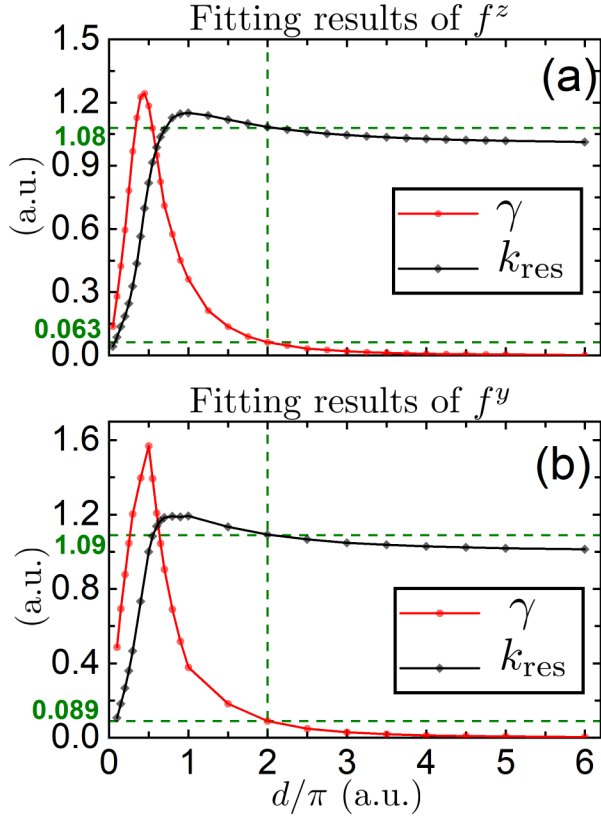 Fitting results of f^z
(a)
1.5
1.2
1.08
0.9
0.6
0.3
0.063
0.0
(a.u.)
γ
k_res
Fitting results of f^y
(b)
1.6
1.2
1.09
0.8
0.4
0.089
0.0
(a.u.)
γ
k_res
0 1 2 3 4 5 6
d/π (a.u.)